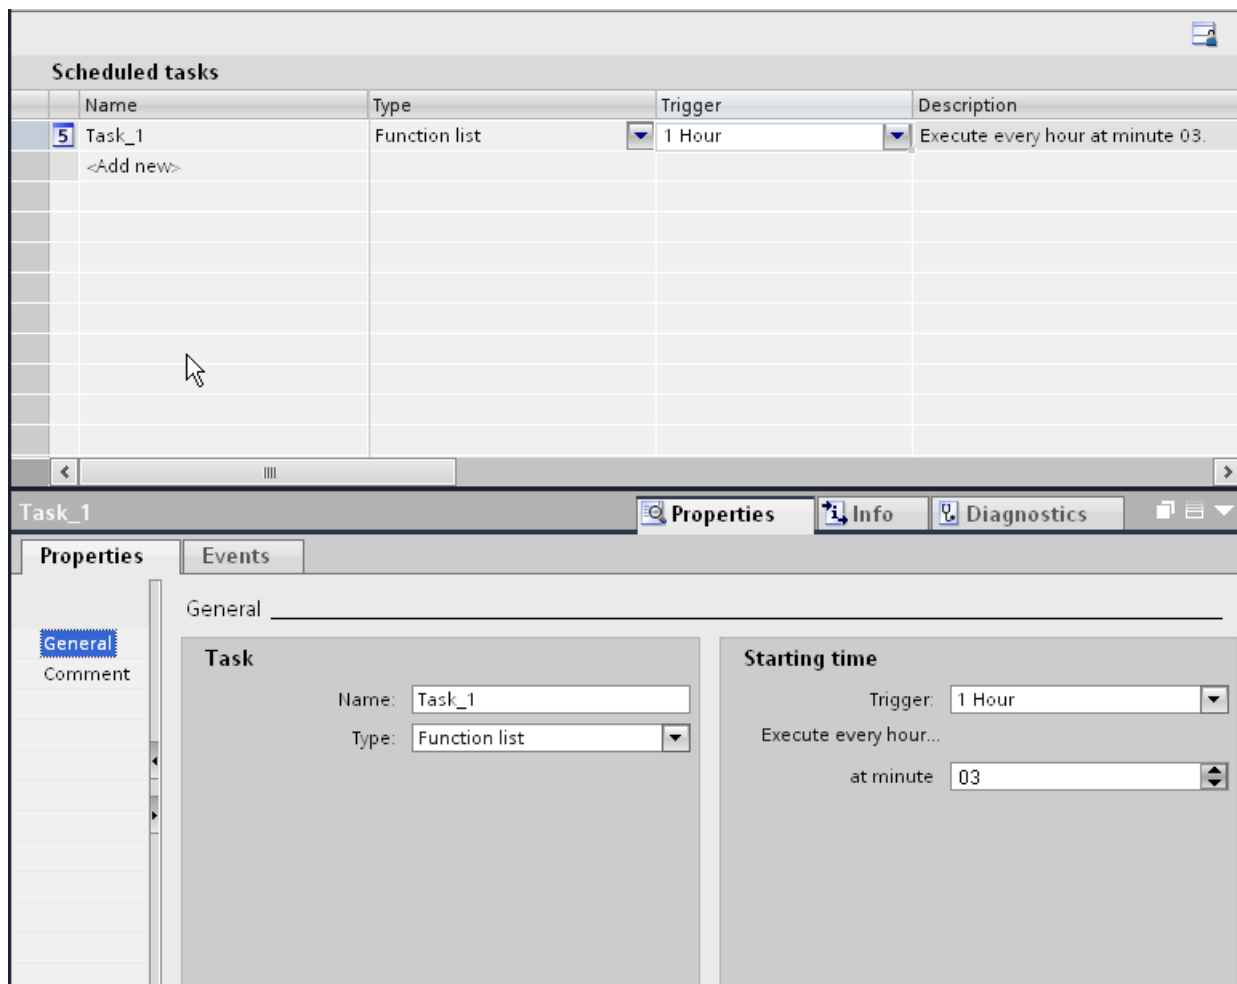 Scheduled tasks
Name Type Trigger Description
5 Task_1 Function list 1 Hour Execute every hour at minute 03.
<Add new>
Task_1 Properties Info Diagnostics
Properties Events
General
General
Comment
Task
Name: Task_1
Type: Function list
Starting time
Trigger: 1 Hour
Execute every hour...
at minute 03